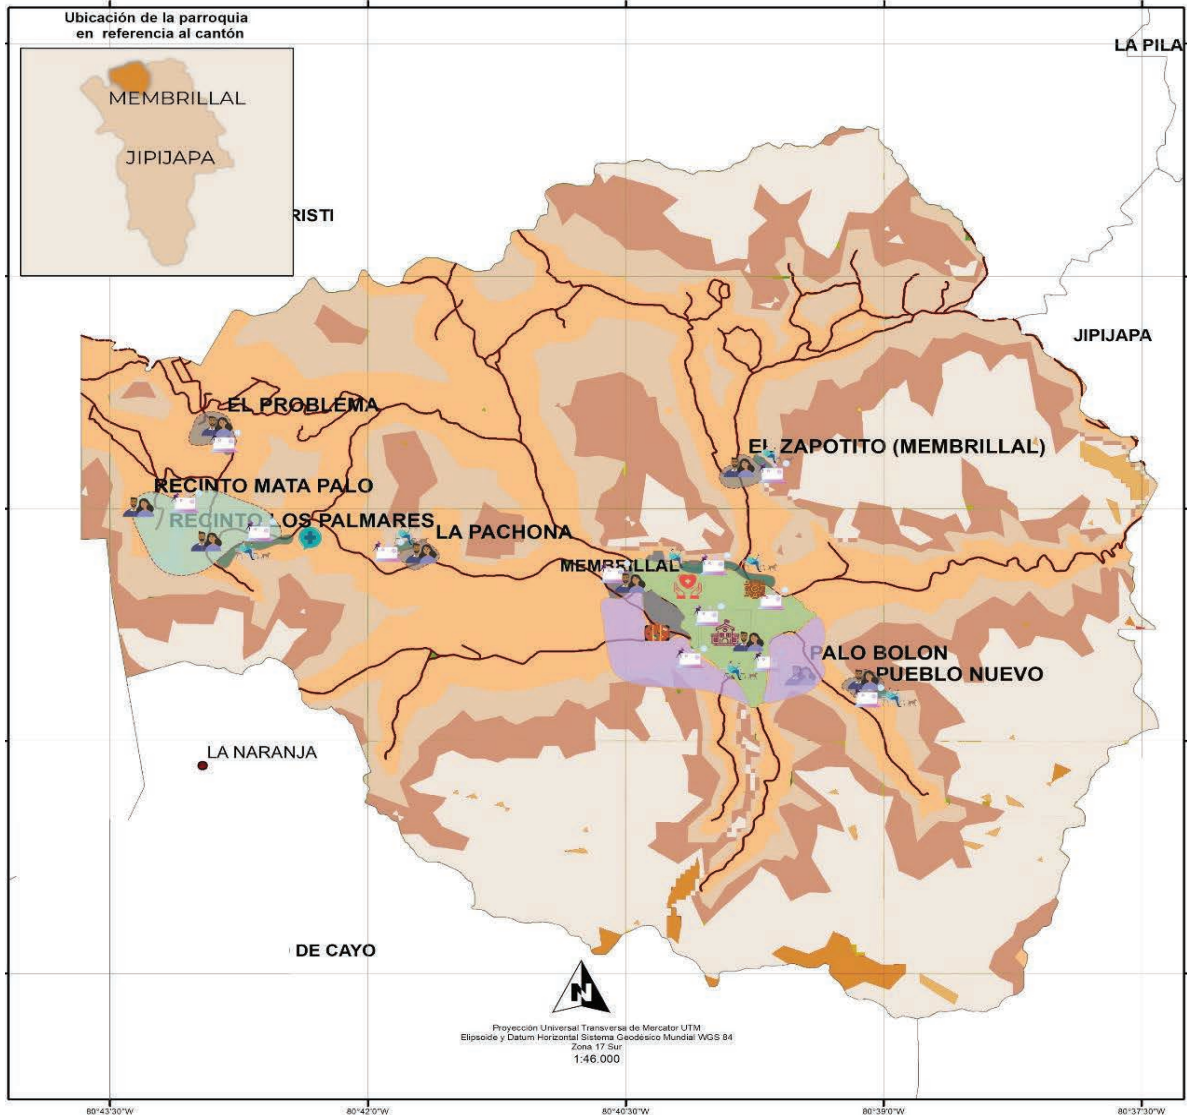 Ubicación de la parroquia
en referencia al cantón
LA PILA
MEMBRILLAL
JIPIJAPA
RISTI
JIPIJAPA
EL PROBLEMA
EL ZAPOTITO (MEMBRILLAL)
RECINTO MATA PALO
RECINTO LOS PALMARES
LA PACHONA
MEMBRILLAL
PALO BOLON
PUEBLO NUEVO
LA NARANJA
DE CAYO
N
Proyección Universal Transversa de Mercator UTM
Elipsoide y Datum Horizontal Sistema Geodésico Mundial WGS 84
Zona 17 Sur
1:46.000
80°43'30"W 80°42'0"W 80°40'30"W 80°39'0"W 80°37'30"W